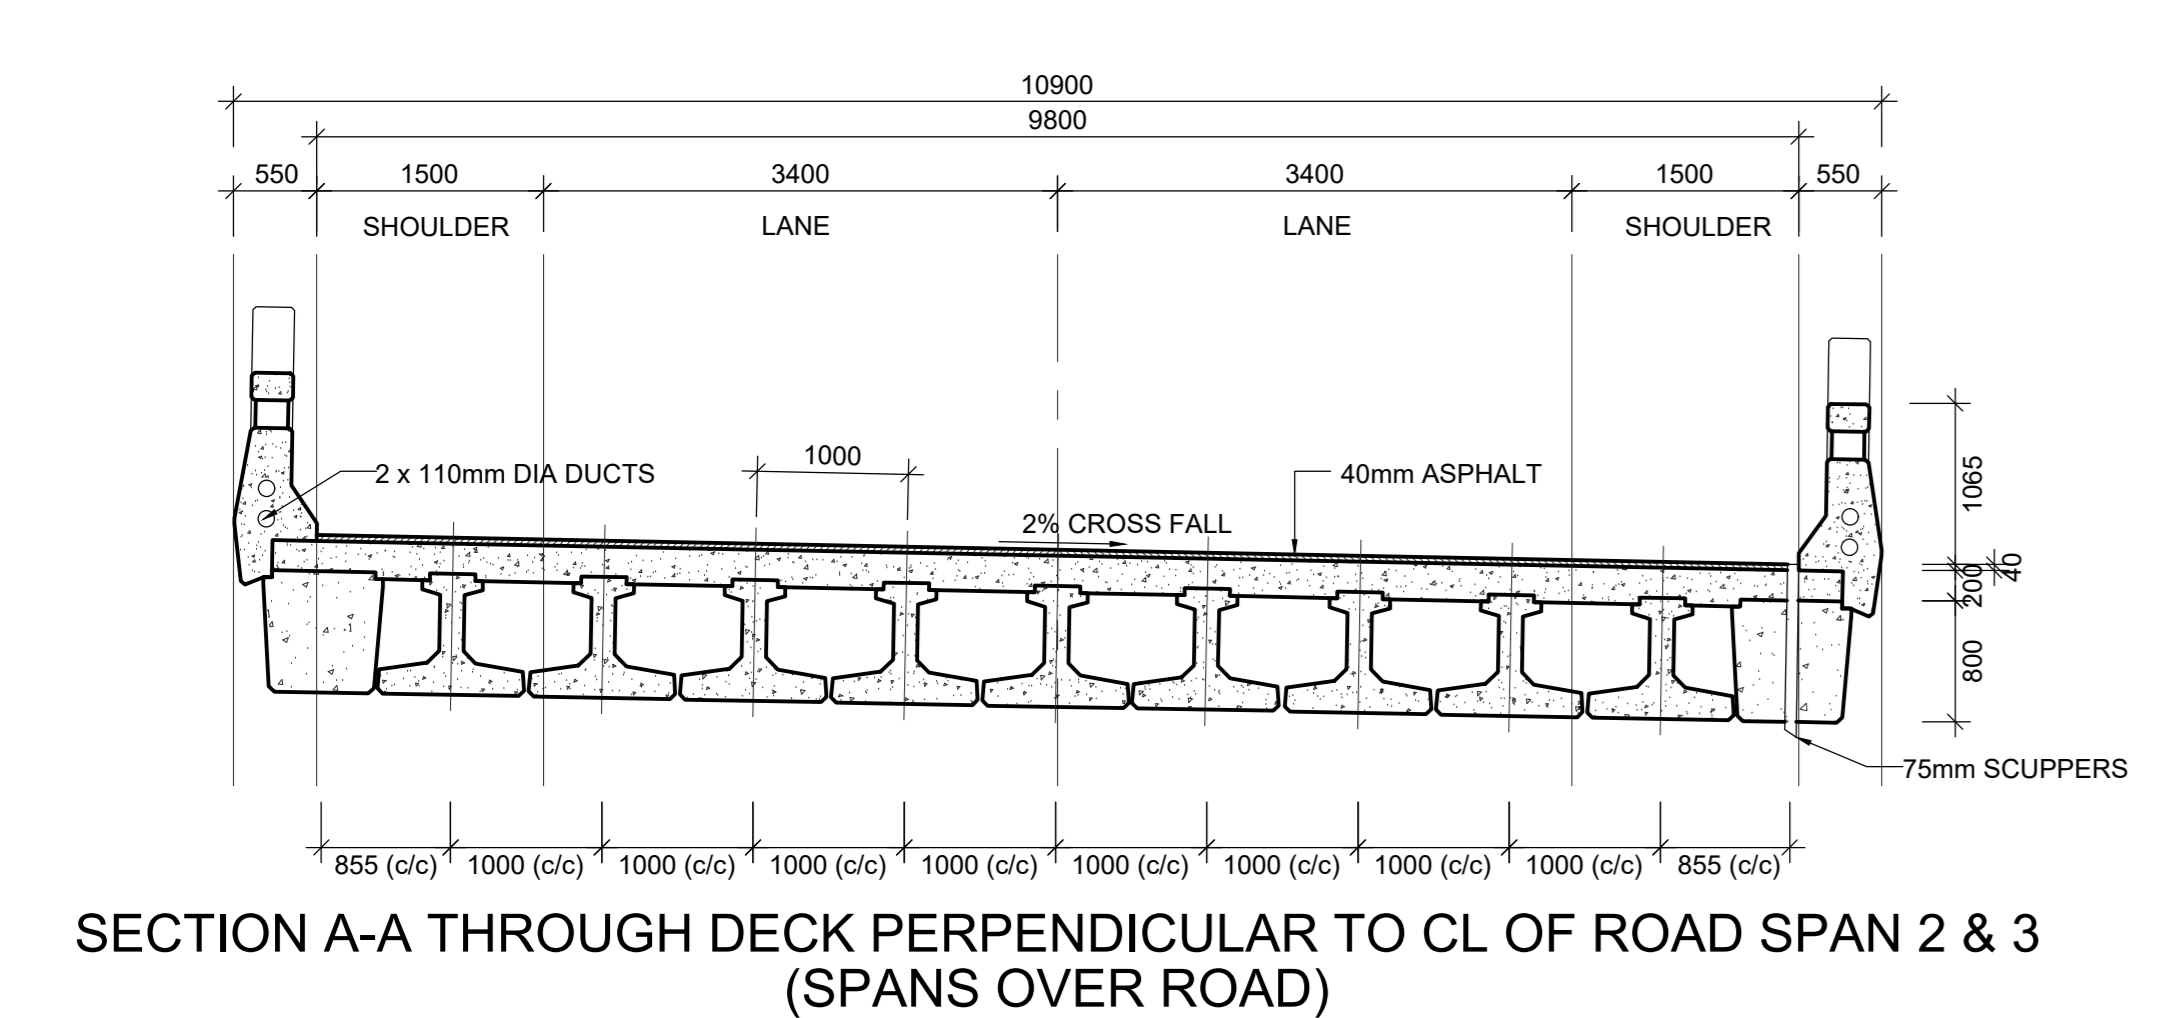 10900
9800
550 1500 3400 3400 1500 550
SHOULDER LANE LANE SHOULDER
1000
2 x 110mm DIA DUCTS
40mm ASPHALT
2% CROSS FALL
1065
40
200
800
75mm SCUPPERS
855 (c/c) 1000 (c/c) 1000 (c/c) 1000 (c/c) 1000 (c/c) 1000 (c/c) 1000 (c/c) 1000 (c/c) 1000 (c/c) 855 (c/c)
SECTION A-A THROUGH DECK PERPENDICULAR TO CL OF ROAD SPAN 2 & 3
(SPANS OVER ROAD)